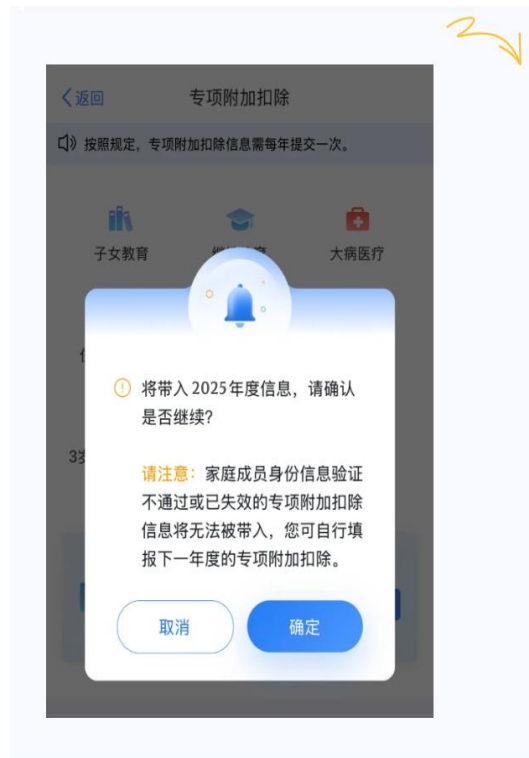 返回
专项附加扣除
按照规定，专项附加扣除信息需每年提交一次。
子女教育
大病医疗
将带入2025年度信息，请确认
是否继续？
3岁
请注意：家庭成员身份信息验证
不通过或已失效的专项附加扣除
信息将无法被带入，您可自行填
报下一年度的专项附加扣除。
取消
确定